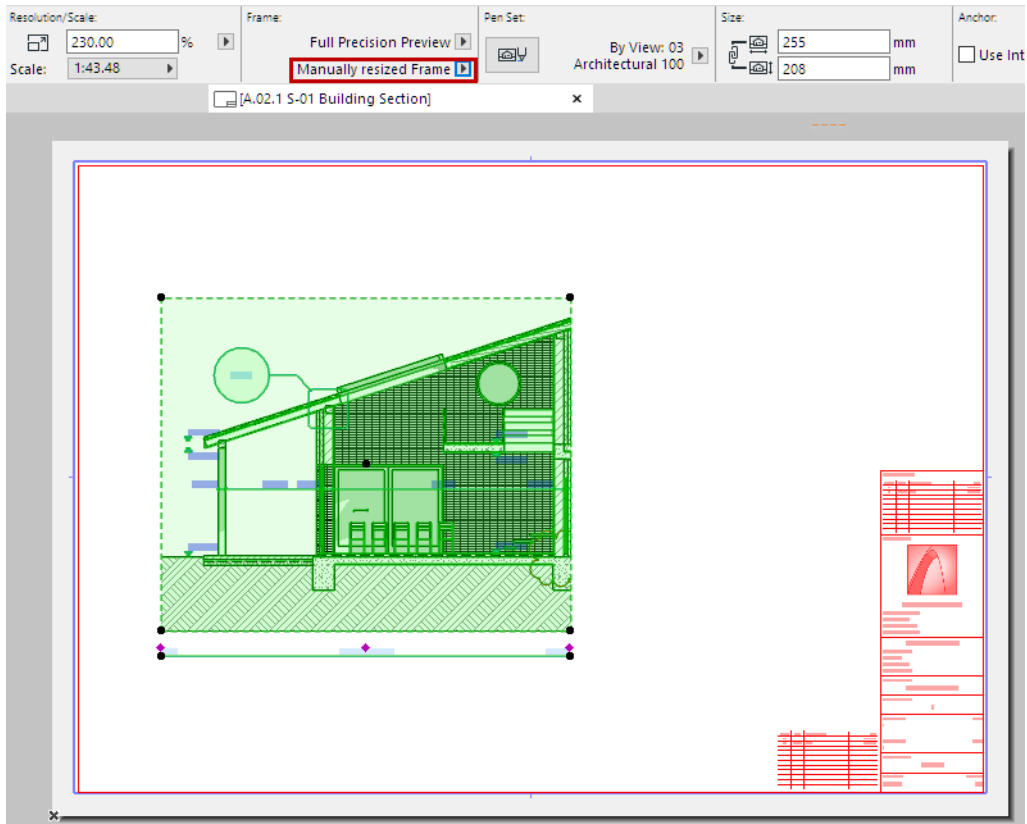 Resolution/Scale:
230.00 %
Scale: 1:43.48
Frame:
Full Precision Preview
Manually resized Frame
Pen Set:
By View: 03
Architectural 100
Size:
255 mm
208 mm
Anchor:
Use Int
[A.02.1 S-01 Building Section]